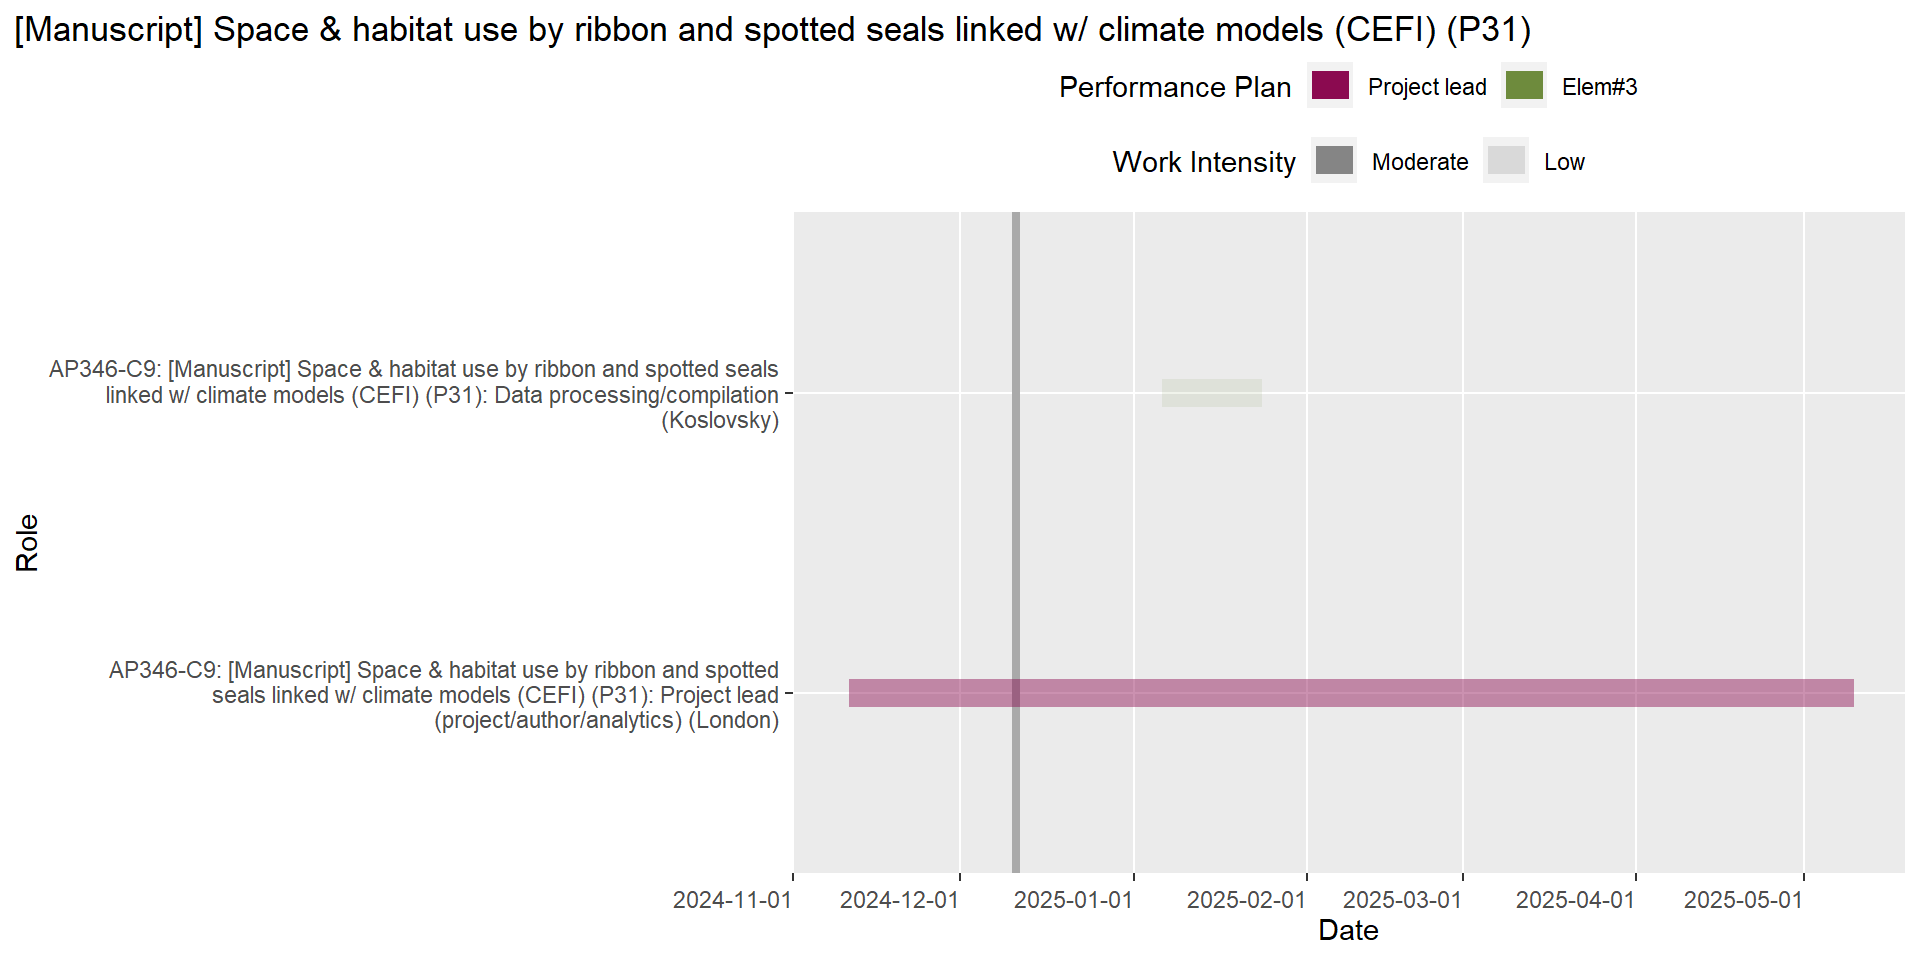 [Manuscript] Space & habitat use by ribbon and spotted seals linked w/ climate models (CEFI) (P31)
Performance Plan Project lead Elem#3
Work Intensity Moderate Low
AP346-C9: [Manuscript] Space & habitat use by ribbon and spotted seals
linked w/ climate models (CEFI) (P31): Data processing/compilation
(Koslovsky)
Role
AP346-C9: [Manuscript] Space & habitat use by ribbon and spotted
seals linked w/ climate models (CEFI) (P31): Project lead
(project/author/analytics) (London)
2024-11-01 2024-12-01 2025-01-01 2025-02-01 2025-03-01 2025-04-01 2025-05-01
Date